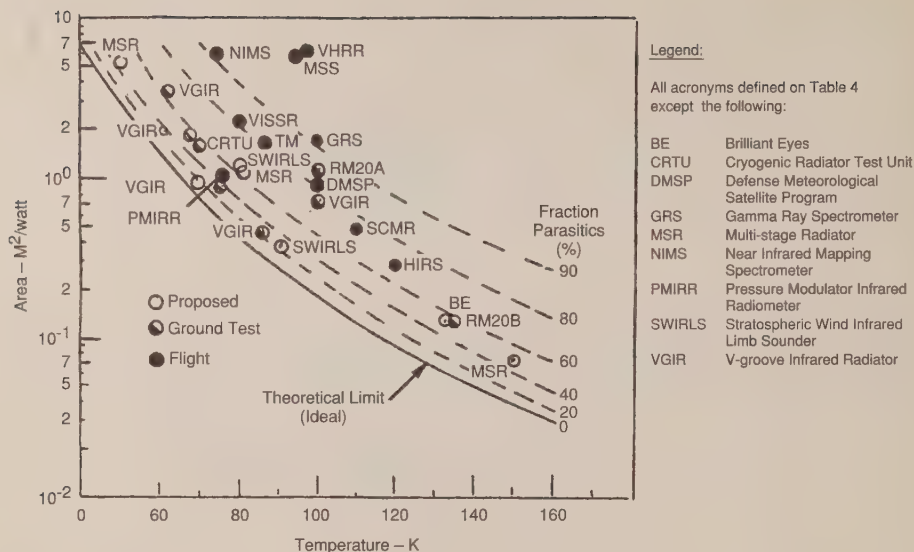 10
7
5
2
10⁰
7
5
2
10⁻¹
7
5
2
10⁻²
Area – M²/watt
0
60
80
100
120
140
160
Temperature – K
MSR
NIMS
VHRR
MSS
VGIR
VISSR
VGIR
CRTU
TM
GRS
SWIRLS
MSR
RM20A
DMSP
VGIR
VGIR
PMIRR
VGIR
SWIRLS
SCMR
HIRS
BE
RM20B
MSR
Fraction
Parasitics
(%)
90
80
60
40
20
0
Proposed
Ground Test
Flight
Theoretical Limit
(Ideal)
Legend:
All acronyms defined on Table 4
except the following:
BE Brilliant Eyes
CRTU Cryogenic Radiator Test Unit
DMSP Defense Meteorological
Satellite Program
GRS Gamma Ray Spectrometer
MSR Multi-stage Radiator
NIMS Near Infrared Mapping
Spectrometer
PMIRR Pressure Modulator Infrared
Radiometer
SWIRLS Stratospheric Wind Infrared
Limb Sounder
VGIR V-groove Infrared Radiator